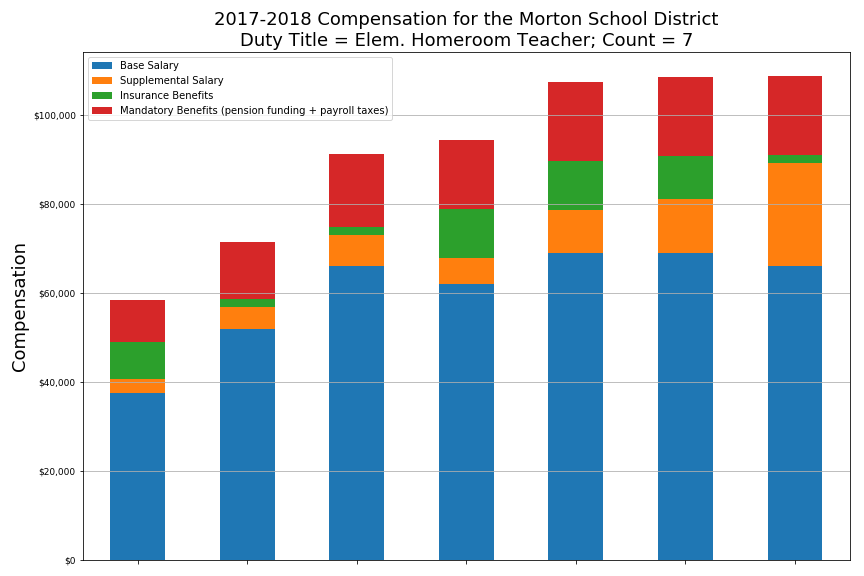 2017-2018 Compensation for the Morton School District
Duty Title = Elem. Homeroom Teacher; Count = 7
Base Salary
Supplemental Salary
Insurance Benefits
Mandatory Benefits (pension funding + payroll taxes)
$100,000
$80,000
$60,000
$40,000
$20,000
$0
Compensation